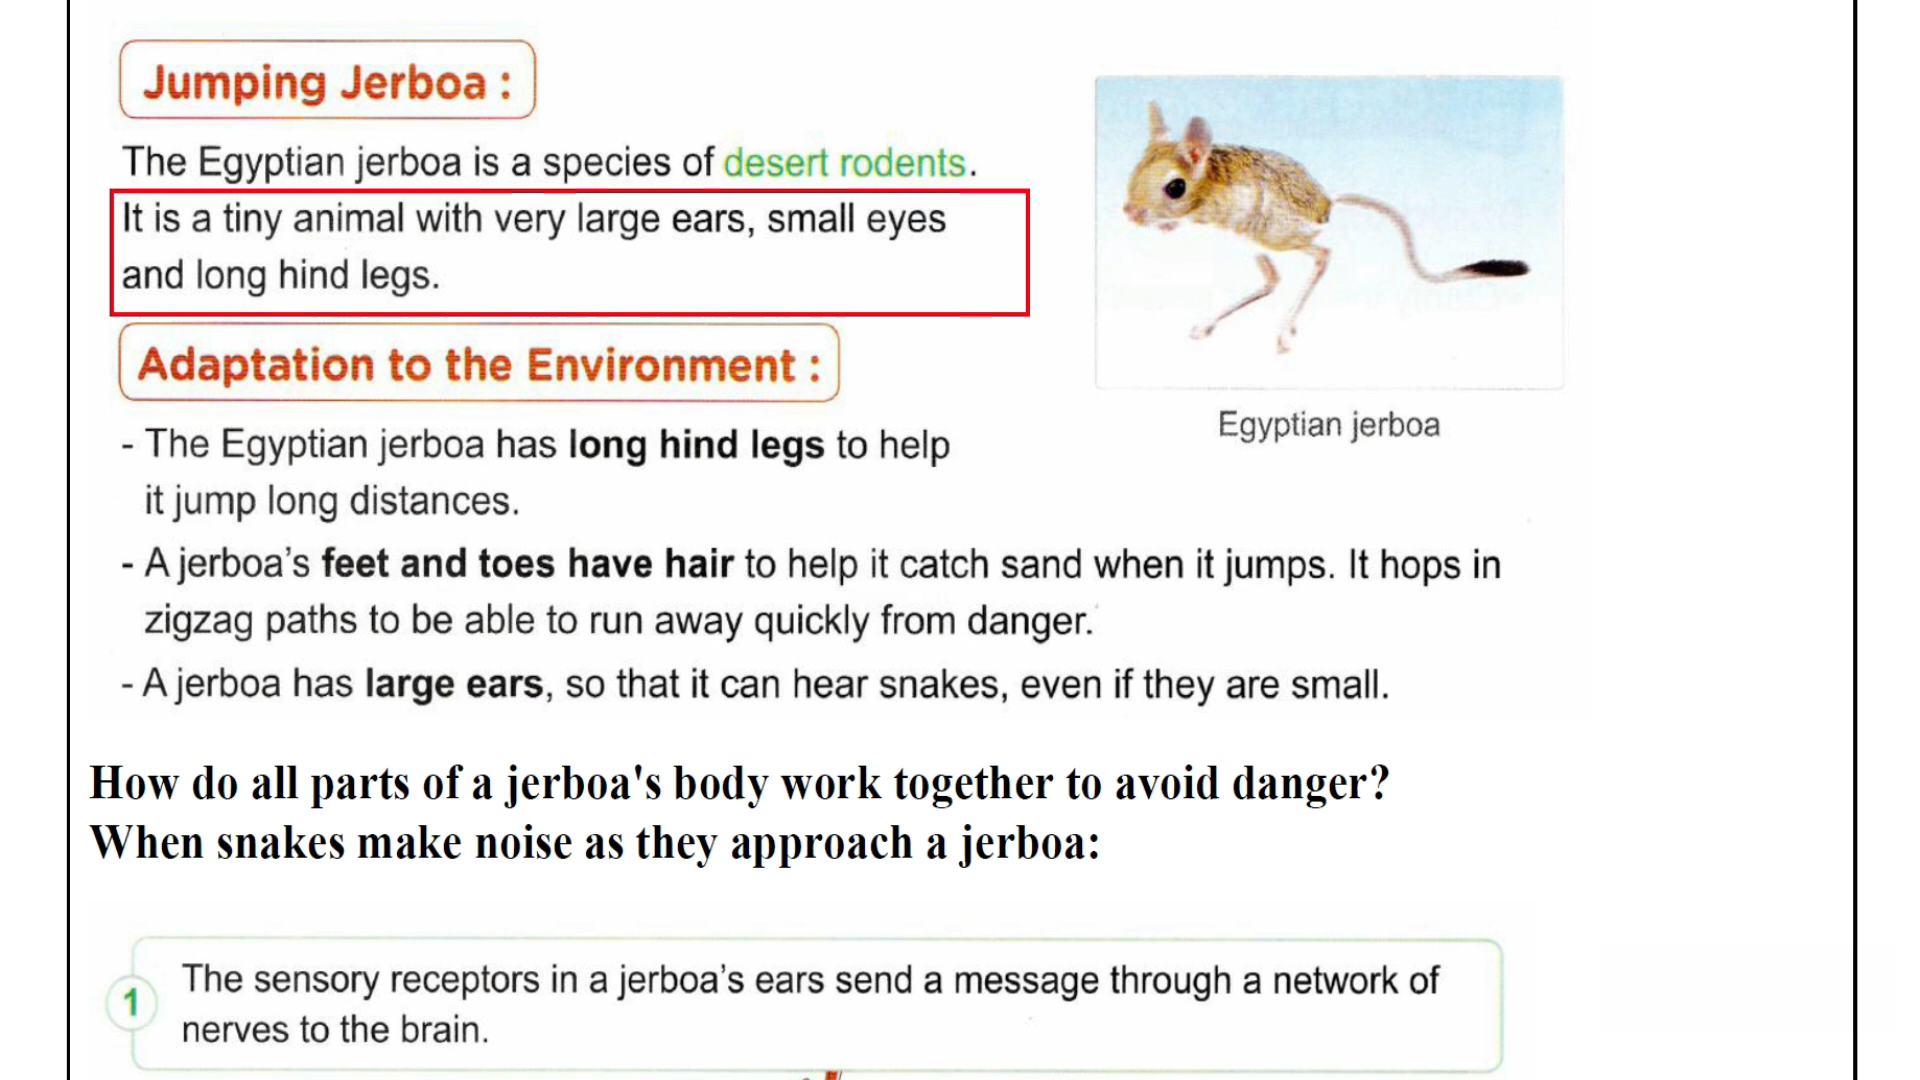 Jumping Jerboa :
The Egyptian jerboa is a species of desert rodents.
It is a tiny animal with very large ears, small eyes
and long hind legs.
Egyptian jerboa
Adaptation to the Environment :
- The Egyptian jerboa has long hind legs to help
it jump long distances.
- A jerboa’s feet and toes have hair to help it catch sand when it jumps. It hops in
zigzag paths to be able to run away quickly from danger.
- A jerboa has large ears, so that it can hear snakes, even if they are small.
How do all parts of a jerboa's body work together to avoid danger?
When snakes make noise as they approach a jerboa:
1
The sensory receptors in a jerboa’s ears send a message through a network of
nerves to the brain.